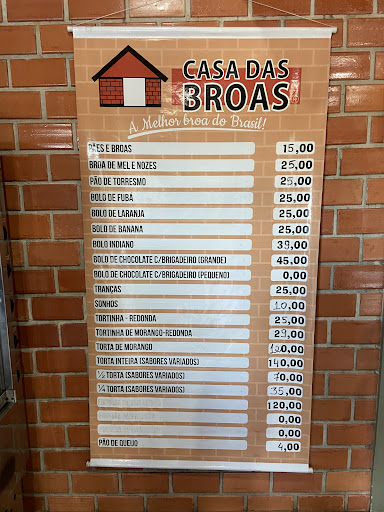 CASA DAS
BROAS
A Melhor broa do Brasil!
PÃES E BROAS 15,00
BROA DE MEL E NOZES 25,00
PÃO DE TORRESMO 25,00
BOLO DE FUBÁ 25,00
BOLO DE LARANJA 25,00
BOLO DE BANANA 25,00
BOLO INDIANO 39,00
BOLO DE CHOCOLATE C/BRIGADEIRO (GRANDE) 45,00
BOLO DE CHOCOLATE C/BRIGADEIRO (PEQUENO) 0,00
TRANÇAS 25,00
SONHOS 10,00
TORTINHA - REDONDA 25,00
TORTINHA DE MORANGO-REDONDA 29,00
TORTA DE MORANGO 120,00
TORTA INTEIRA (SABORES VARIADOS) 140,00
½ TORTA (SABORES VARIADOS) 70,00
¼ TORTA (SABORES VARIADOS) 35,00
120,00
0,00
0,00
PÃO DE QUEIJO 4,00